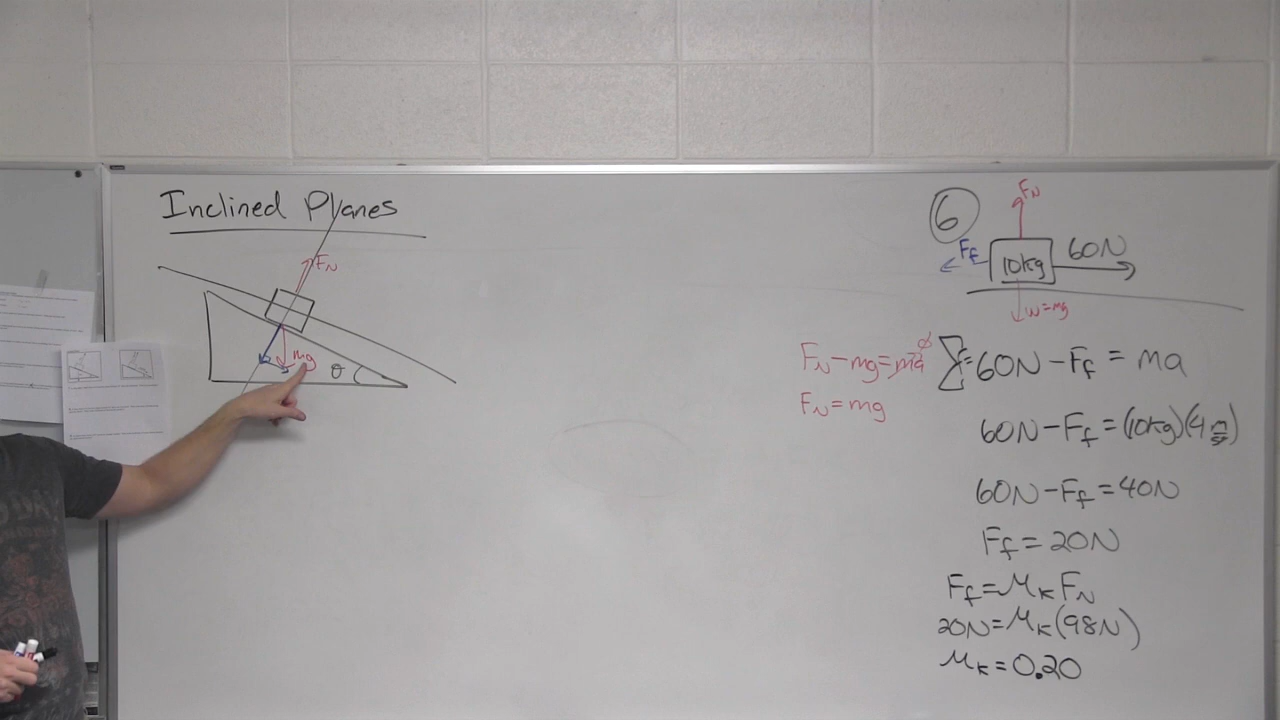 Inclined Planes
FN
mg
θ
6
FN
Ff
10kg
60N
W=mg
FN-mg=ma∅
FN=mg
Σ=60N-Ff=ma
60N-Ff=(10kg)(4 m/s²)
60N-Ff=40N
Ff=20N
Ff=μKFN
20N=μK(98N)
μK=0.20